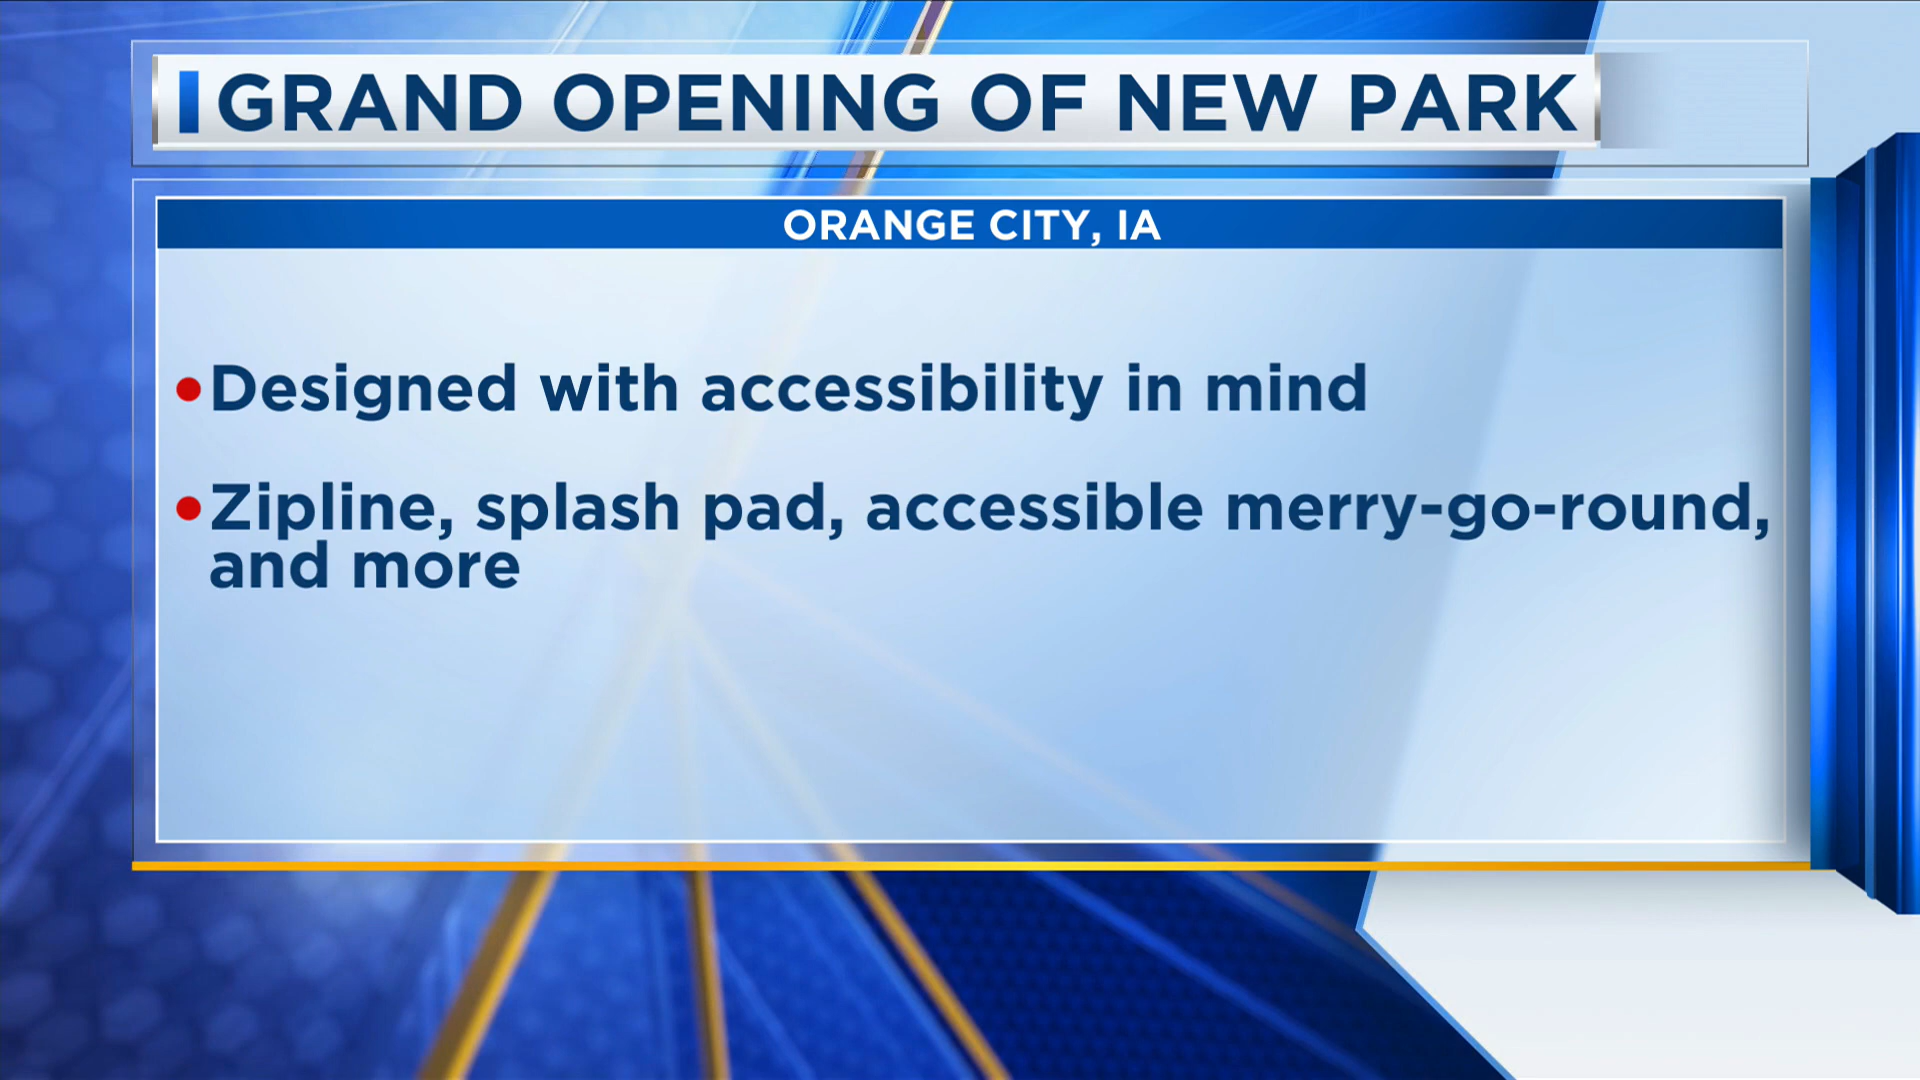 GRAND OPENING OF NEW PARK
ORANGE CITY, IA
•Designed with accessibility in mind
•Zipline, splash pad, accessible merry-go-round,
and more